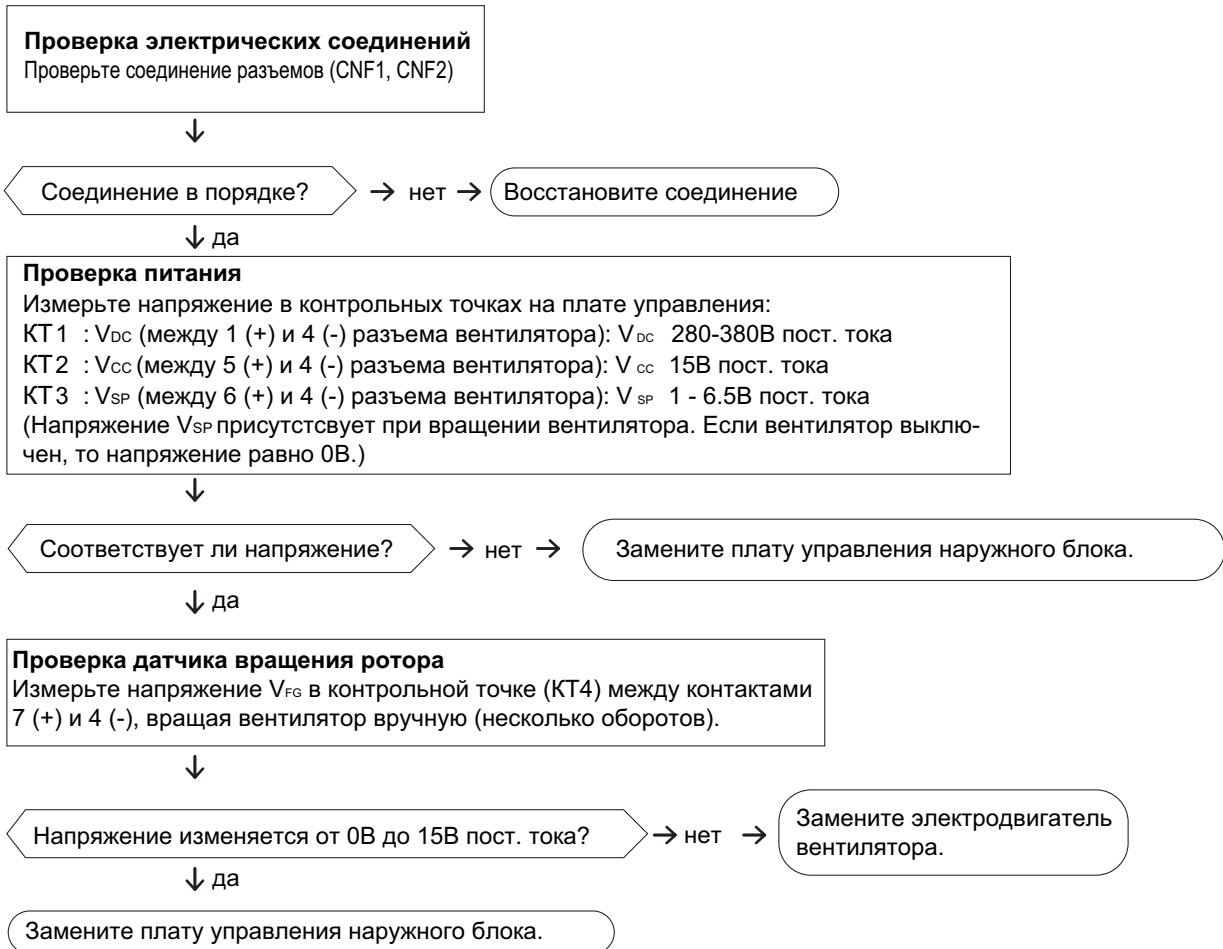 Проверка электрических соединений
Проверьте соединение разъемов (CNF1, CNF2)
Соединение в порядке?
нет
Восстановите соединение
да
Проверка питания
Измерьте напряжение в контрольных точках на плате управления:
КТ1 : VDC (между 1 (+) и 4 (-) разъема вентилятора): V DC 280-380В пост. тока
КТ2 : VCC (между 5 (+) и 4 (-) разъема вентилятора): V CC 15В пост. тока
КТ3 : VSP (между 6 (+) и 4 (-) разъема вентилятора): V SP 1 - 6.5В пост. тока
(Напряжение VSP присутстсвует при вращении вентилятора. Если вентилятор выклю-
чен, то напряжение равно 0В.)
Соответствует ли напряжение?
нет
Замените плату управления наружного блока.
да
Проверка датчика вращения ротора
Измерьте напряжение VFG в контрольной точке (КТ4) между контактами
7 (+) и 4 (-), вращая вентилятор вручную (несколько оборотов).
Напряжение изменяется от 0В до 15В пост. тока?
нет
Замените электродвигатель
вентилятора.
да
Замените плату управления наружного блока.